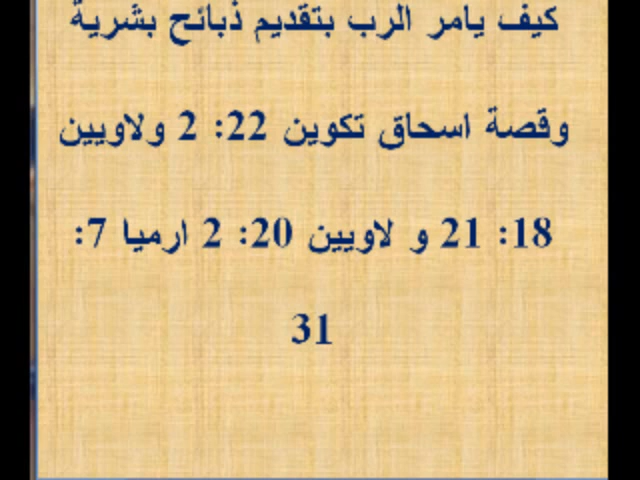 كيف يامر الرب بتقديم ذبائح بشرية
وقصة اسحاق تكوين 22: 2 ولاويين
18: 21 و لاويين 20: 2 ارميا 7:
31